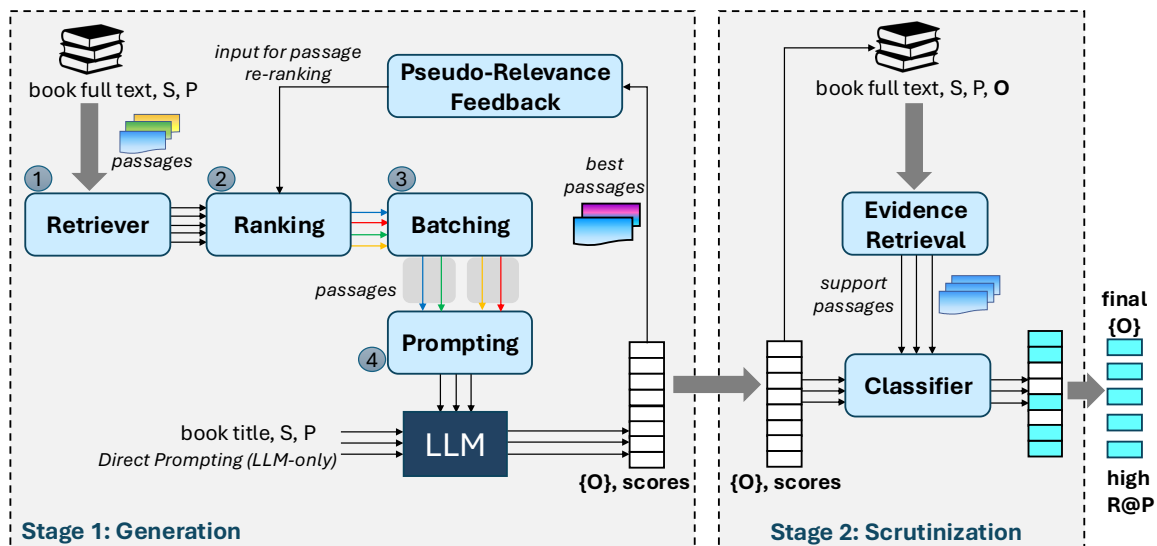 book full text, S, P
passages
input for passage
re-ranking
Pseudo-Relevance
Feedback
1
Retriever
2
Ranking
3
Batching
best
passages
passages
4
Prompting
book title, S, P
Direct Prompting (LLM-only)
LLM
{O}, scores
Stage 1: Generation
book full text, S, P, O
Evidence
Retrieval
support
passages
Classifier
{O}, scores
final
{O}
high
R@P
Stage 2: Scrutinization